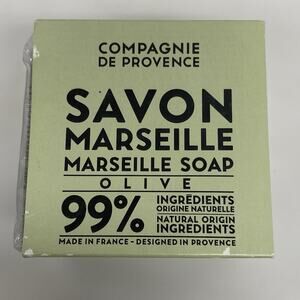 COMPAGNIE
DE PROVENCE
SAVON
MARSEILLE
MARSEILLE SOAP
OLIVE
99% INGRÉDIENTS
ORIGINE NATURELLE
NATURAL ORIGIN
INGREDIENTS
MADE IN FRANCE - DESIGNED IN PROVENCE